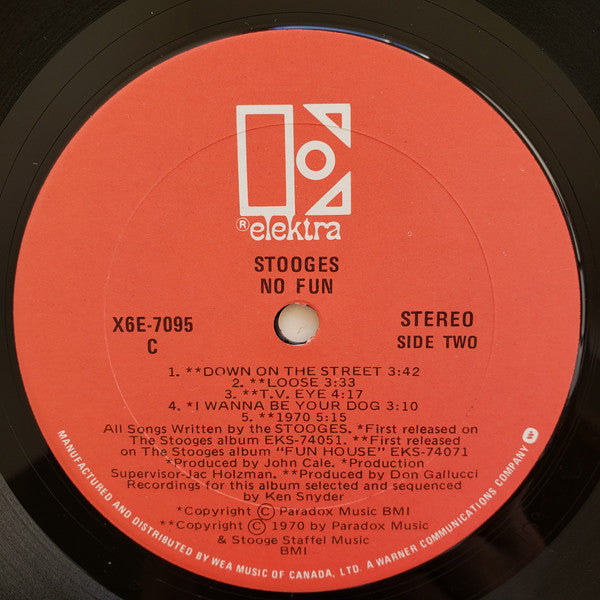 ® elektra
STOOGES
NO FUN
X6E-7095
C
STEREO
SIDE TWO
1. **DOWN ON THE STREET 3:42
2. **LOOSE 3:33
3. **T.V. EYE 4:17
4. *I WANNA BE YOUR DOG 3:10
5. **1970 5:15
All Songs Written by the STOOGES. *First released on
The Stooges album EKS-74051. **First released
on The Stooges album "FUN HOUSE" EKS-74071
*Produced by John Cale. *Production
Supervisor-Jac Holzman. **Produced by Don Gallucci
Recordings for this album selected and sequenced
by Ken Snyder
*Copyright Ⓒ Paradox Music BMI
**Copyright Ⓒ 1970 by Paradox Music
& Stooge Staffel Music
BMI
MANUFACTURED AND DISTRIBUTED BY WEA MUSIC OF CANADA, LTD. A WARNER COMMUNICATIONS COMPANY